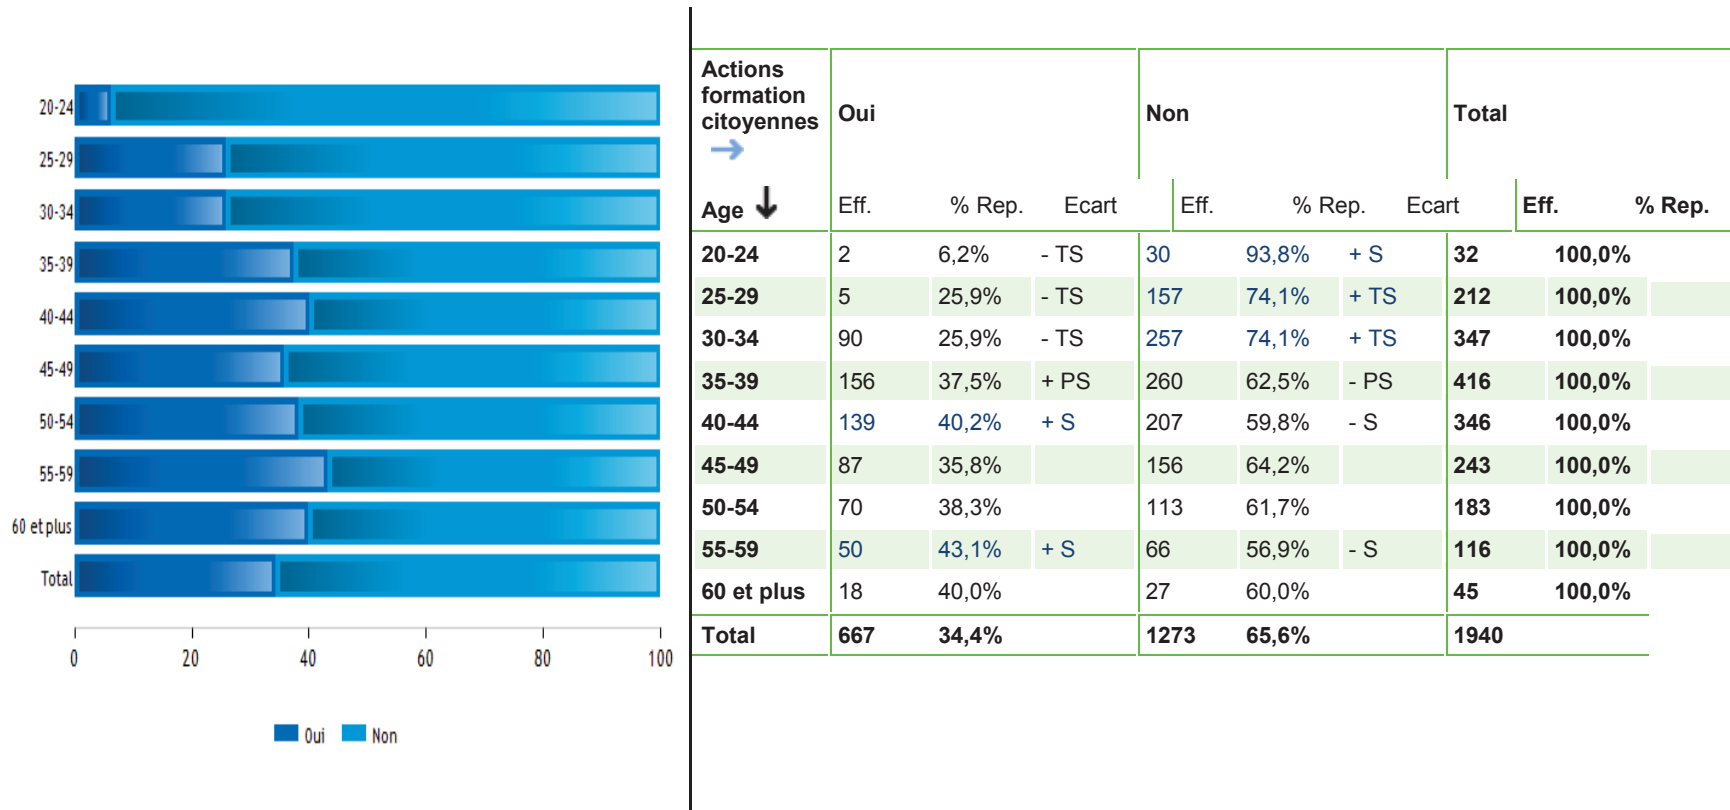 20-24
25-29
30-34
35-39
40-44
45-49
50-54
55-59
60 et plus
Total
0 20 40 60 80 100
Oui Non
Actions formation citoyennes Oui Non Total
Age Eff. % Rep. Ecart Eff. % Rep. Ecart Eff. % Rep.
20-24 2 6,2% - TS 30 93,8% + S 32 100,0%
25-29 5 25,9% - TS 157 74,1% + TS 212 100,0%
30-34 90 25,9% - TS 257 74,1% + TS 347 100,0%
35-39 156 37,5% + PS 260 62,5% - PS 416 100,0%
40-44 139 40,2% + S 207 59,8% - S 346 100,0%
45-49 87 35,8% 156 64,2% 243 100,0%
50-54 70 38,3% 113 61,7% 183 100,0%
55-59 50 43,1% + S 66 56,9% - S 116 100,0%
60 et plus 18 40,0% 27 60,0% 45 100,0%
Total 667 34,4% 1273 65,6% 1940